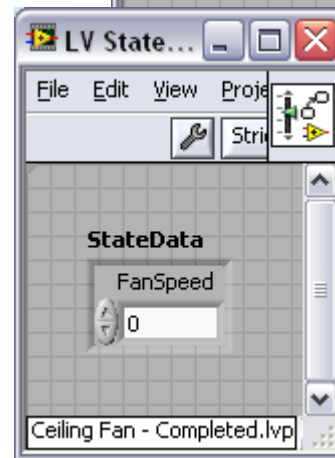 LV State...
File Edit View Proje
Stri
StateData
FanSpeed
0
Ceiling Fan - Completed.lvp